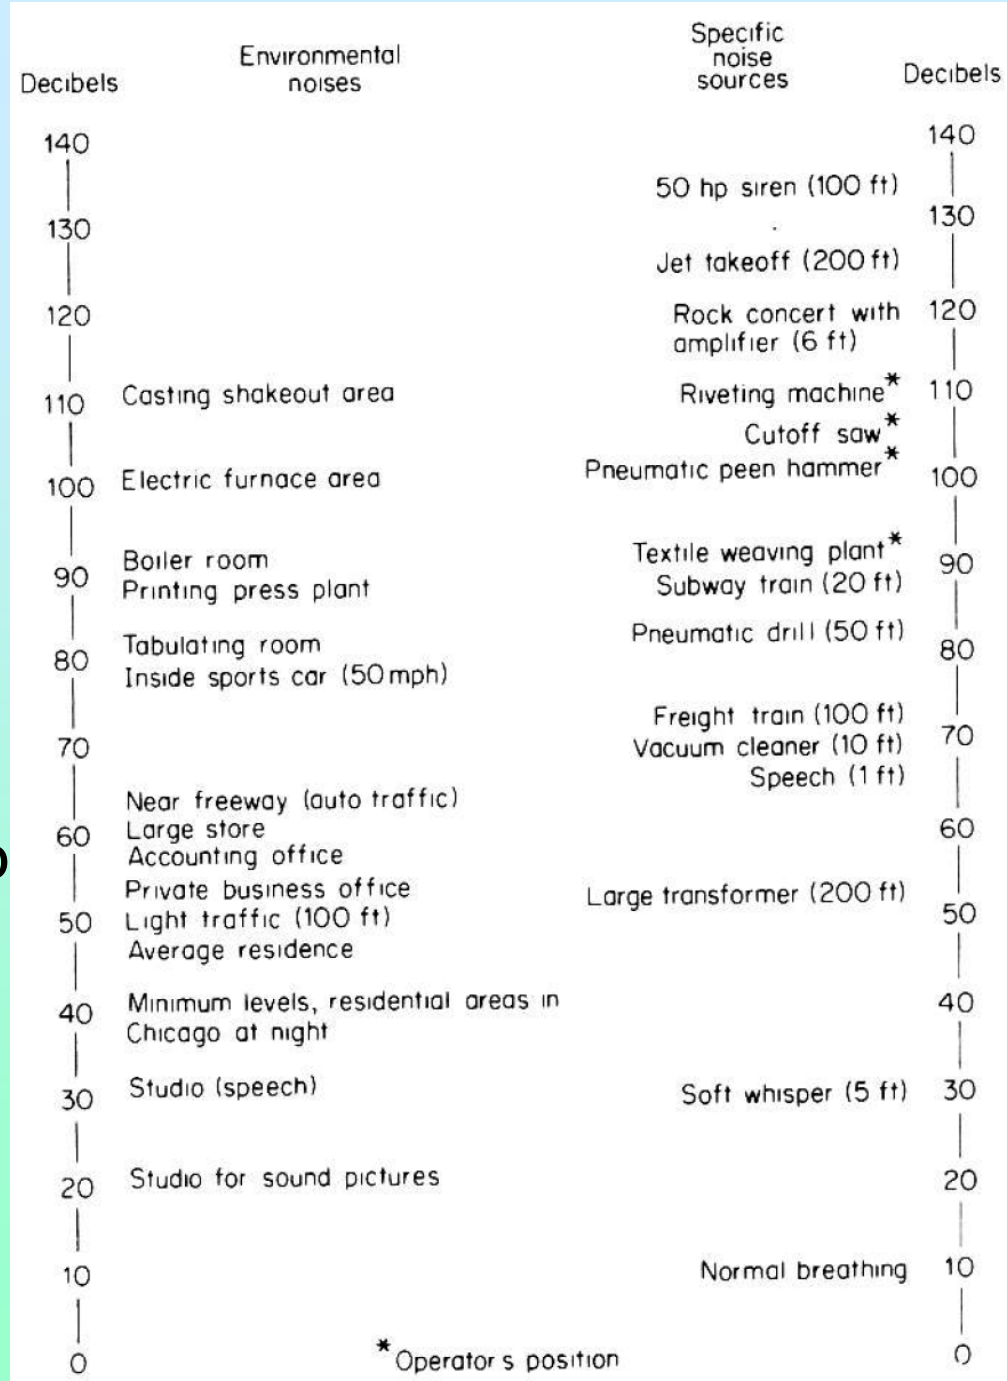 Decibels
Environmental
noises
Specific
noise
sources
Decibels
140
140
50 hp siren (100 ft)
130
130
Jet takeoff (200 ft)
120
Rock concert with
amplifier (6 ft)
120
110
Casting shakeout area
Riveting machine*
110
Cutoff saw*
100
Electric furnace area
Pneumatic peen hammer*
100
90
Boiler room
Printing press plant
Textile weaving plant*
Subway train (20 ft)
90
80
Tabulating room
Inside sports car (50 mph)
Pneumatic drill (50 ft)
80
70
Freight train (100 ft)
Vacuum cleaner (10 ft)
Speech (1 ft)
70
60
Near freeway (auto traffic)
Large store
Accounting office
60
50
Private business office
Light traffic (100 ft)
Average residence
Large transformer (200 ft)
50
40
Minimum levels, residential areas in
Chicago at night
40
30
Studio (speech)
Soft whisper (5 ft)
30
20
Studio for sound pictures
20
10
Normal breathing
10
0
*Operator s position
0